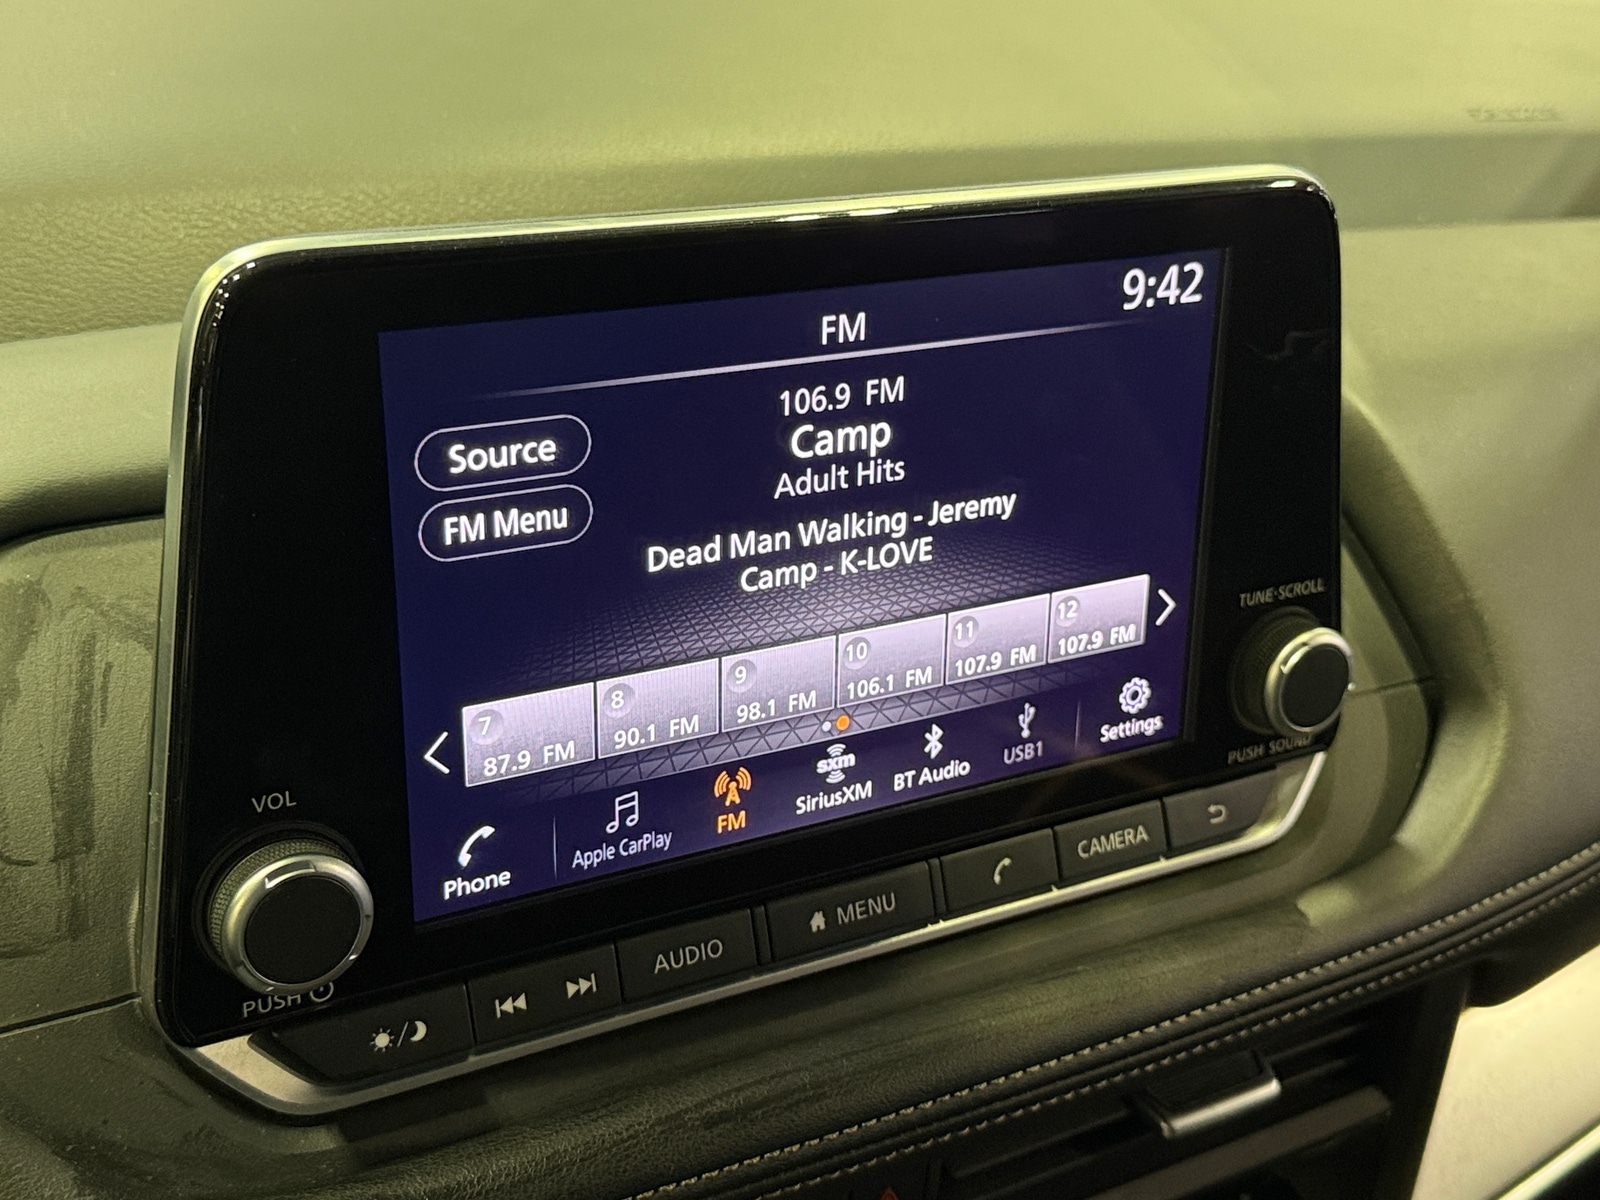 9:42
FM
106.9 FM
Camp
Adult Hits
Source
FM Menu
Dead Man Walking - Jeremy
Camp - K-LOVE
7
87.9 FM
8
90.1 FM
9
98.1 FM
10
106.1 FM
11
107.9 FM
12
107.9 FM
Phone
Apple CarPlay
FM
sxm
SiriusXM
BT Audio
USB1
Settings
VOL
PUSH
TUNE·SCROLL
PUSH SOUND
AUDIO
MENU
CAMERA